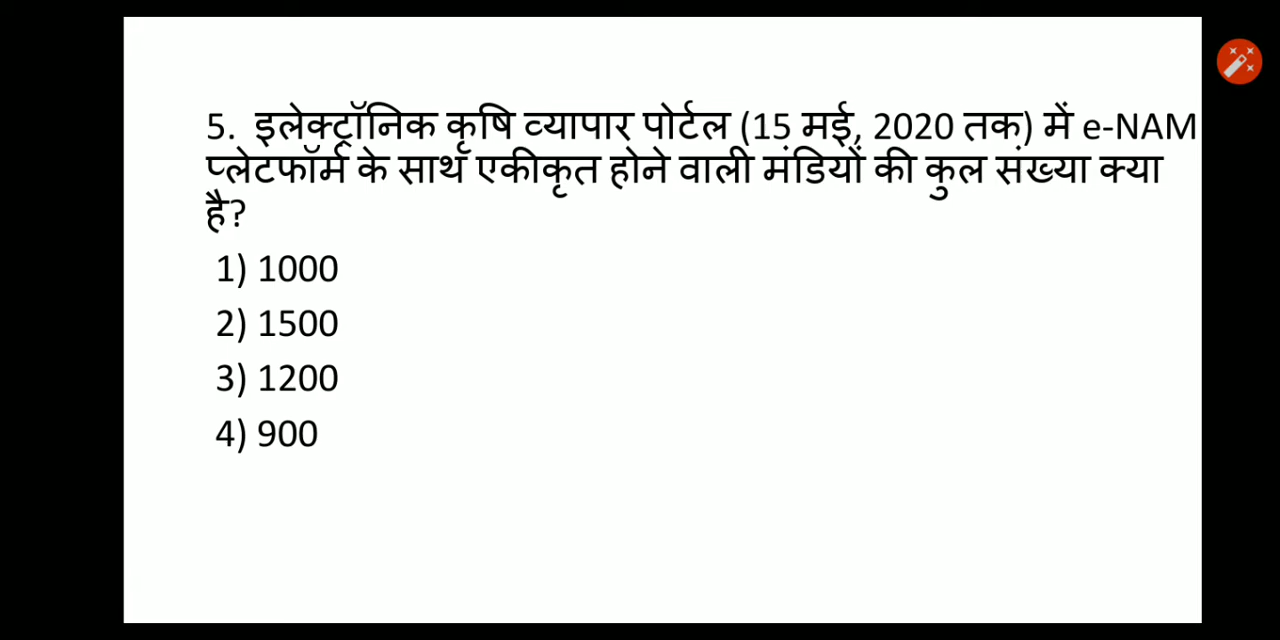 5. इलेक्ट्रॉनिक कृषि व्यापार पोर्टल (15 मई, 2020 तक) में e-NAM
प्लेटफॉर्म के साथ एकीकृत होने वाली मंडियों की कुल संख्या क्या
है?
1) 1000
2) 1500
3) 1200
4) 900